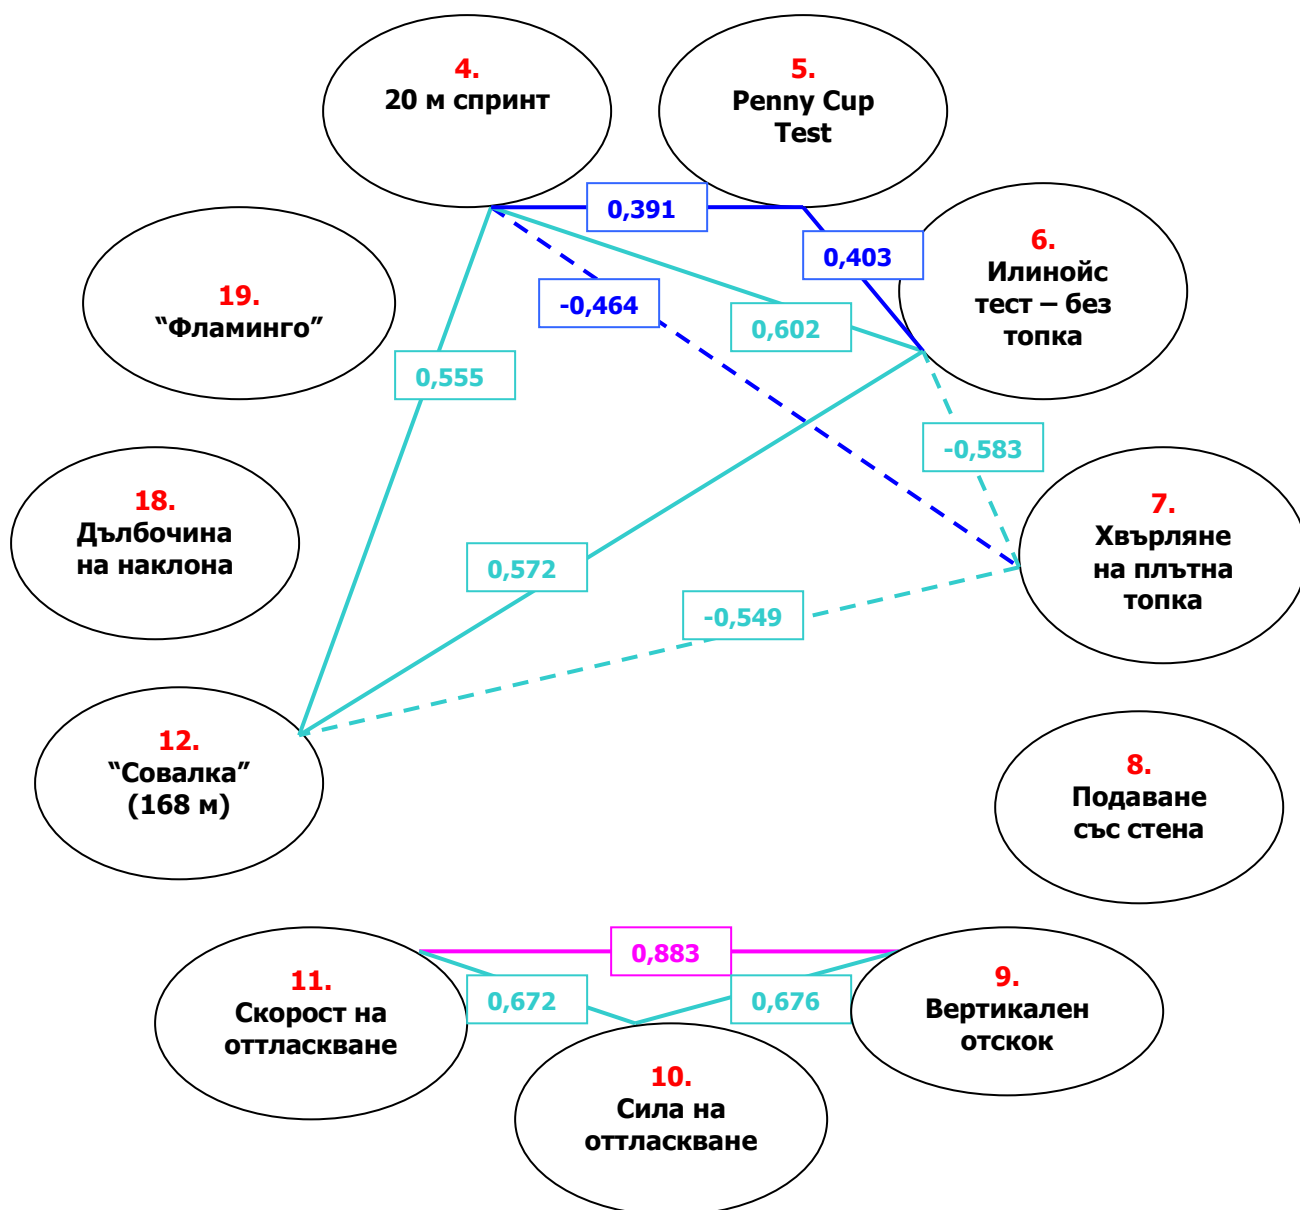 4.
20 м спринт
5.
Penny Cup
Test
0,391
0,403
6.
Илинойс
тест – без
топка
19.
“Фламинго”
-0,464
0,602
0,555
-0,583
18.
Дълбочина
на наклона
7.
Хвърляне
на плътна
топка
0,572
-0,549
12.
“Совалка”
(168 м)
8.
Подаване
със стена
0,883
11.
Скорост на
оттласкване
0,672
0,676
9.
Вертикален
отскок
10.
Сила на
оттласкване